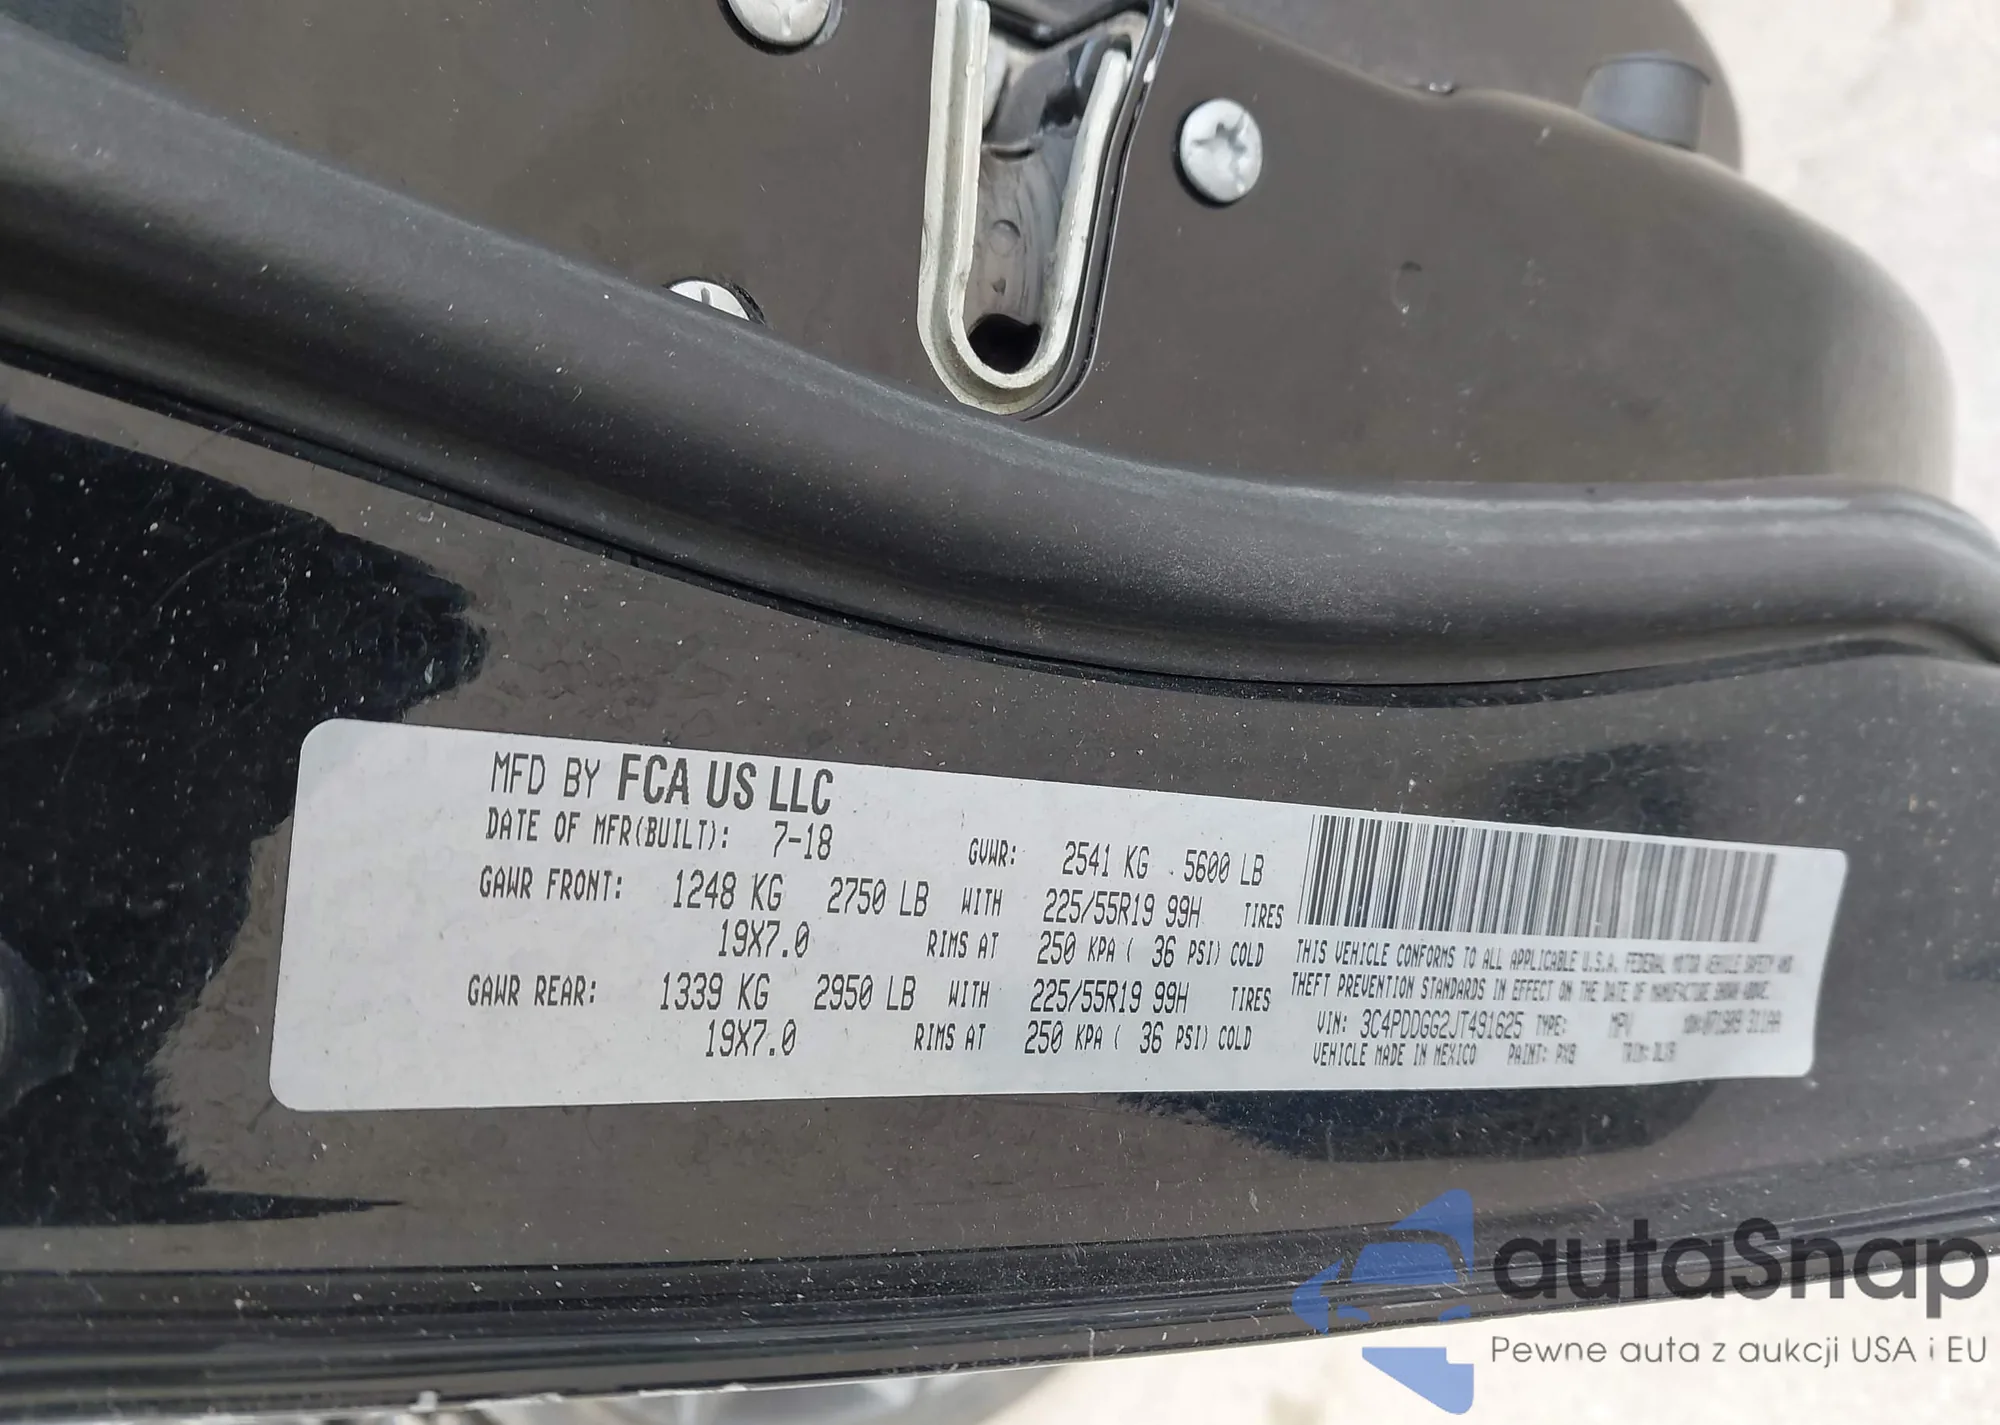 MFD BY FCA US LLC
DATE OF MFR(BUILT): 7-18 GVWR: 2541 KG 5600 LB
GAWR FRONT: 1248 KG 2750 LB WITH 225/55R19 99H TIRES
19X7.0 RIMS AT 250 KPA ( 36 PSI) COLD
GAWR REAR: 1339 KG 2950 LB WITH 225/55R19 99H TIRES
19X7.0 RIMS AT 250 KPA ( 36 PSI) COLD
THIS VEHICLE CONFORMS TO ALL APPLICABLE U.S.A. FEDERAL MOTOR VEHICLE SAFETY AND
THEFT PREVENTION STANDARDS IN EFFECT ON THE DATE OF MANUFACTURE SHOWN ABOVE.
VIN: 3C4PDDGG2JT491625 TYPE: MPV
VEHICLE MADE IN MEXICO PAINT: PX8 TRIM:
autoSnap
Pewne auta z aukcji USA i EU